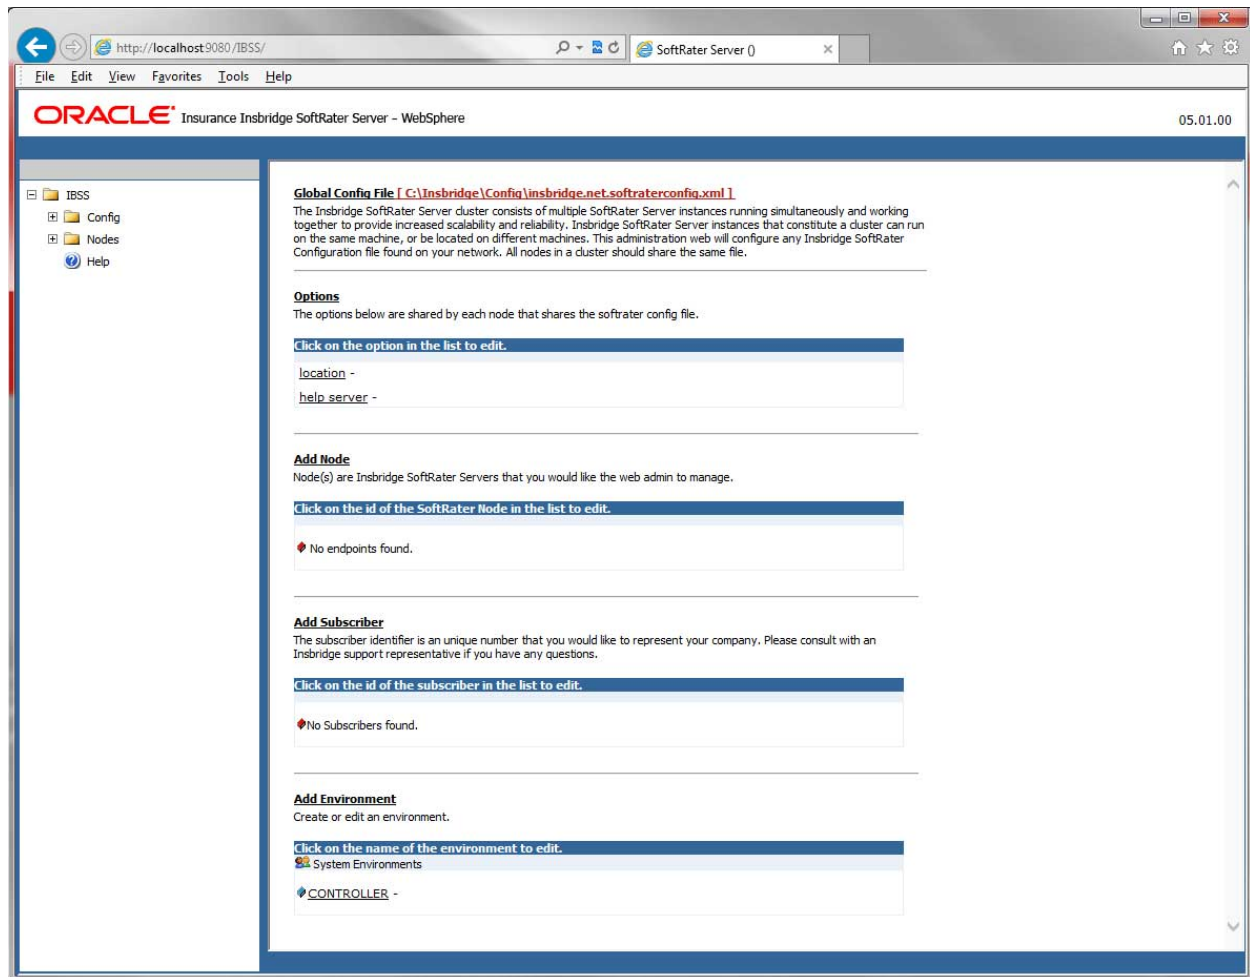 http://localhost:9080/IBSS/
SoftRater Server ()
File Edit View Favorites Tools Help
ORACLE Insurance Insbridge SoftRater Server - WebSphere
05.01.00
IBSS
Config
Nodes
Help
Global Config File [ C:\Insbridge\Config\insbridge.net.softraterconfig.xml ]
The Insbridge SoftRater Server cluster consists of multiple SoftRater Server instances running simultaneously and working
together to provide increased scalability and reliability. Insbridge SoftRater Server instances that constitute a cluster can run
on the same machine, or be located on different machines. This administration web will configure any Insbridge SoftRater
Configuration file found on your network. All nodes in a cluster should share the same file.
Options
The options below are shared by each node that shares the softrater config file.
Click on the option in the list to edit.
location -
help server -
Add Node
Node(s) are Insbridge SoftRater Servers that you would like the web admin to manage.
Click on the id of the SoftRater Node in the list to edit.
No endpoints found.
Add Subscriber
The subscriber identifier is an unique number that you would like to represent your company. Please consult with an
Insbridge support representative if you have any questions.
Click on the id of the subscriber in the list to edit.
No Subscribers found.
Add Environment
Create or edit an environment.
Click on the name of the environment to edit.
System Environments
CONTROLLER -